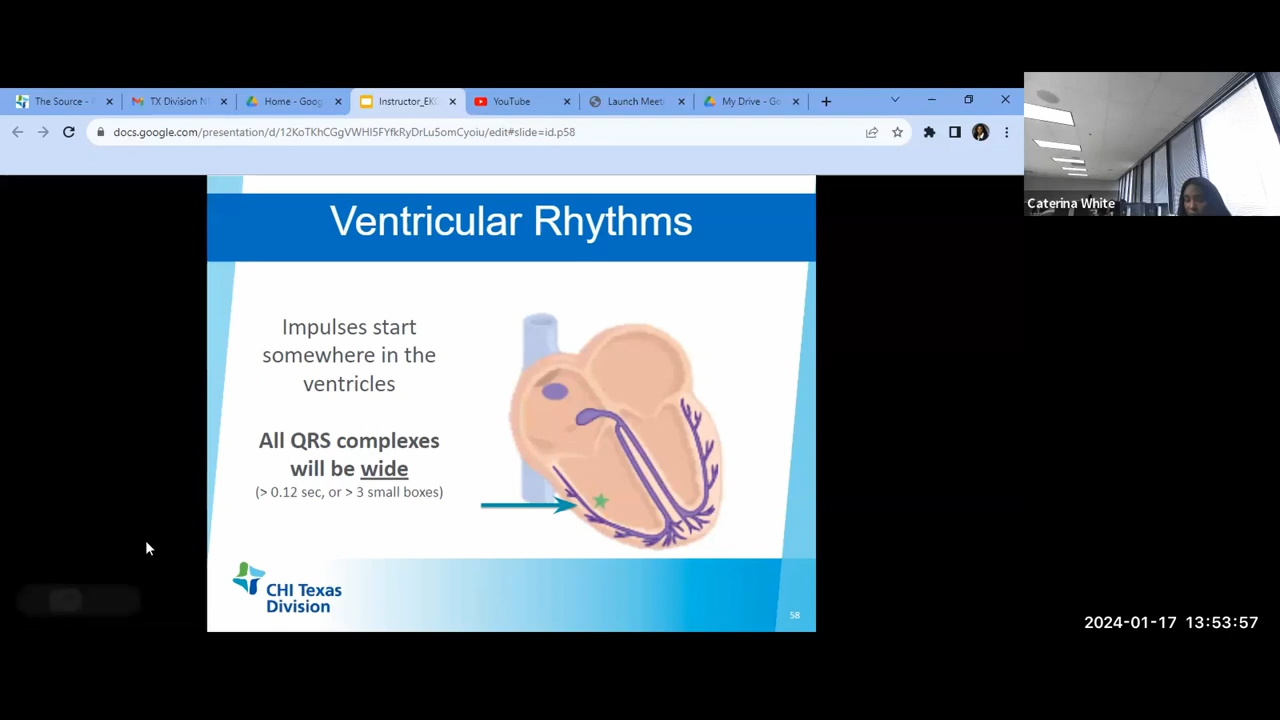 The Source -
TX Division N
Home - Goog
Instructor_EK
YouTube
Launch Meeti
My Drive - Go
docs.google.com/presentation/d/12KoTKhCGgVWHI5FYfkRyDrLu5omCyoiu/edit#slide=id.p58
Caterina White
Ventricular Rhythms
Impulses start
somewhere in the
ventricles
All QRS complexes
will be wide
(> 0.12 sec, or > 3 small boxes)
CHI Texas
Division
58
2024-01-17 13:53:57